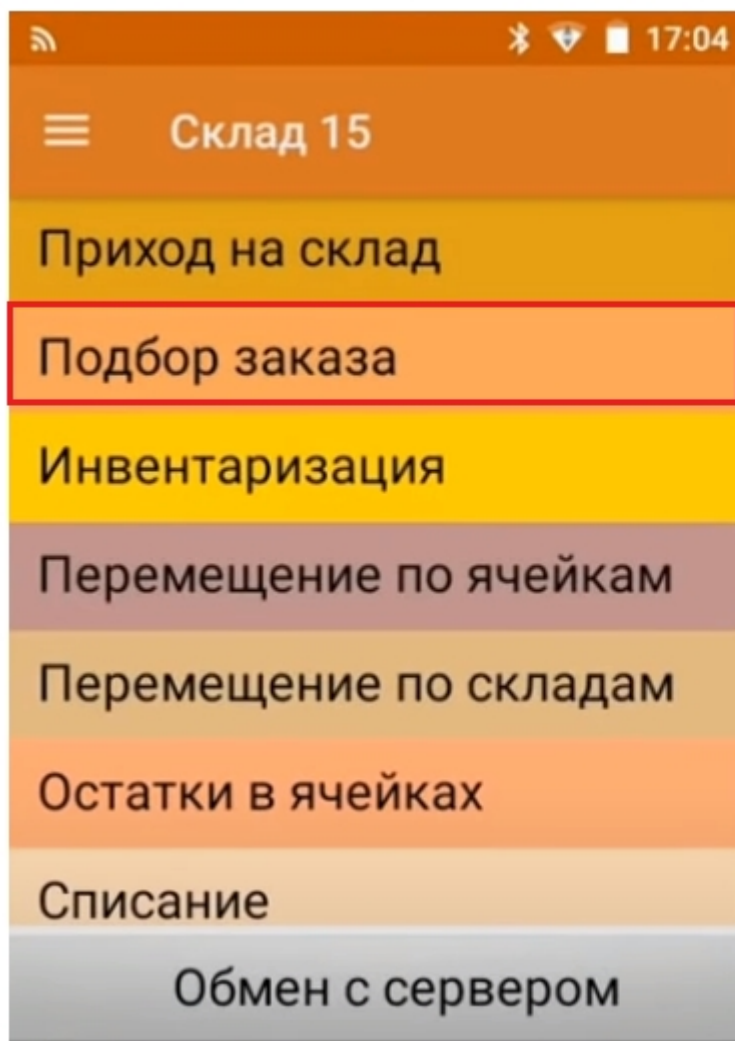 17:04
Склад 15
Приход на склад
Подбор заказа
Инвентаризация
Перемещение по ячейкам
Перемещение по складам
Остатки в ячейках
Списание
Обмен с сервером